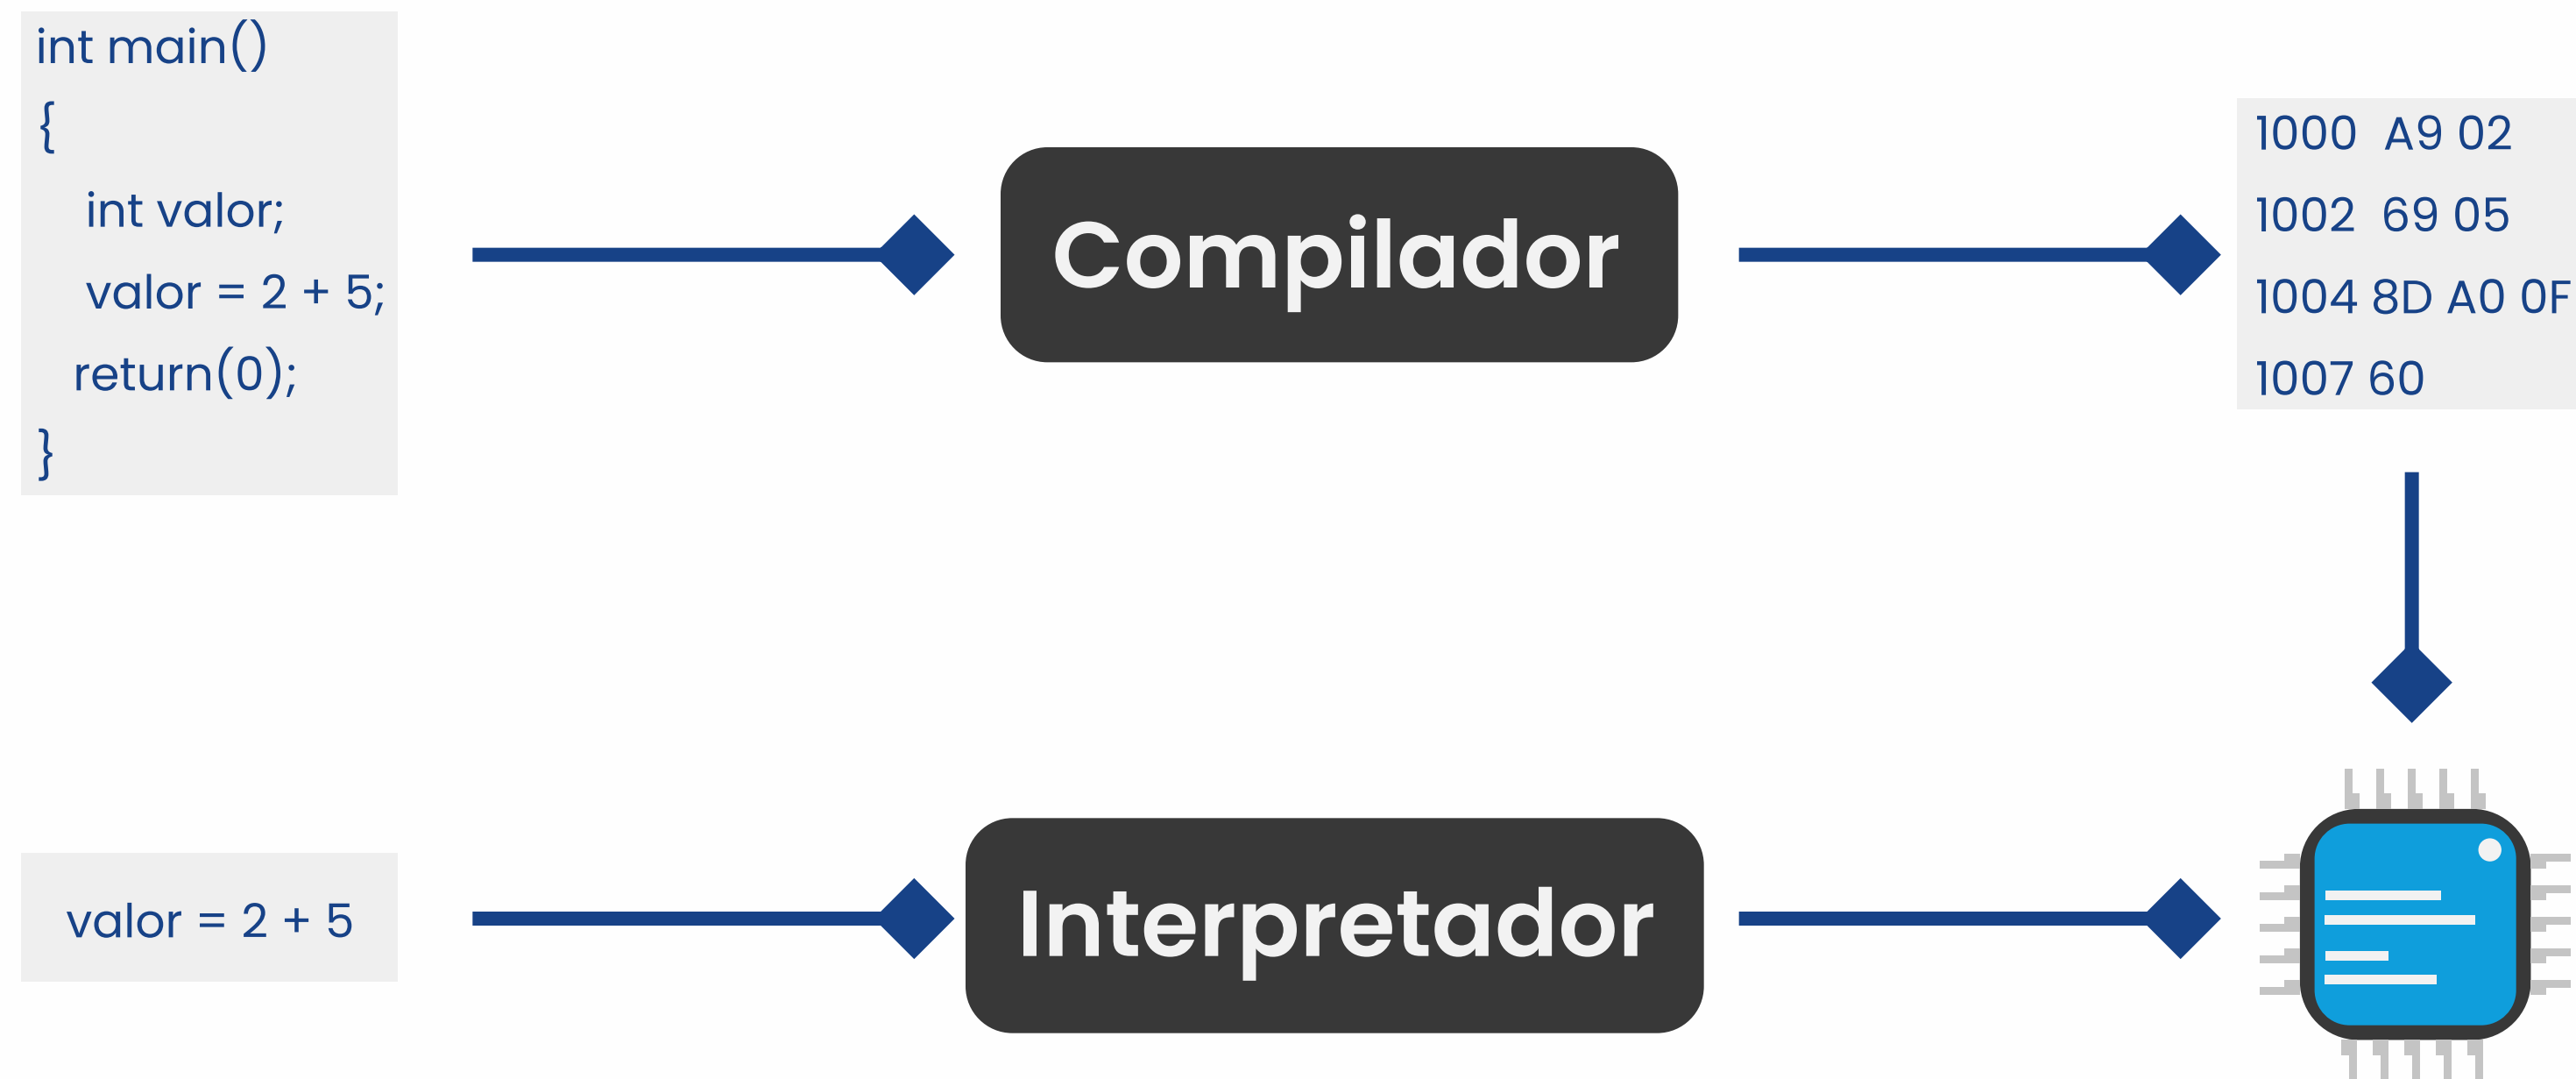 int main()
{
int valor;
valor = 2 + 5;
return(0);
}
Compilador
1000 A9 02
1002 69 05
1004 8D A0 0F
1007 60
valor = 2 + 5
Interpretador